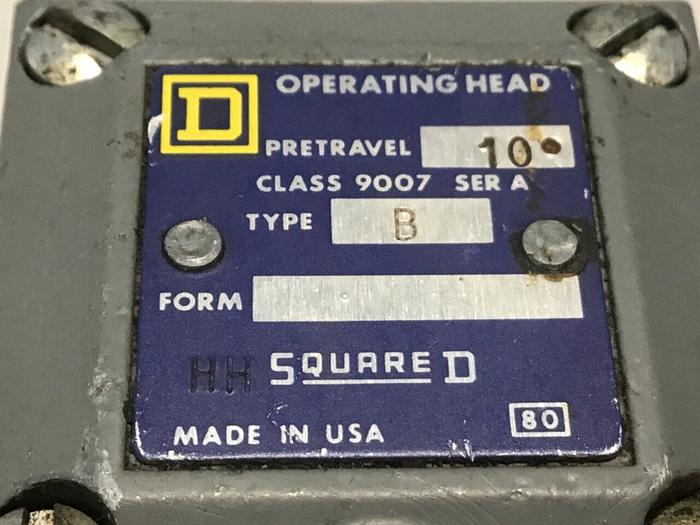 D OPERATING HEAD
PRETRAVEL 10°
CLASS 9007 SER A
TYPE B
FORM
HH SQUARE D
MADE IN USA 80